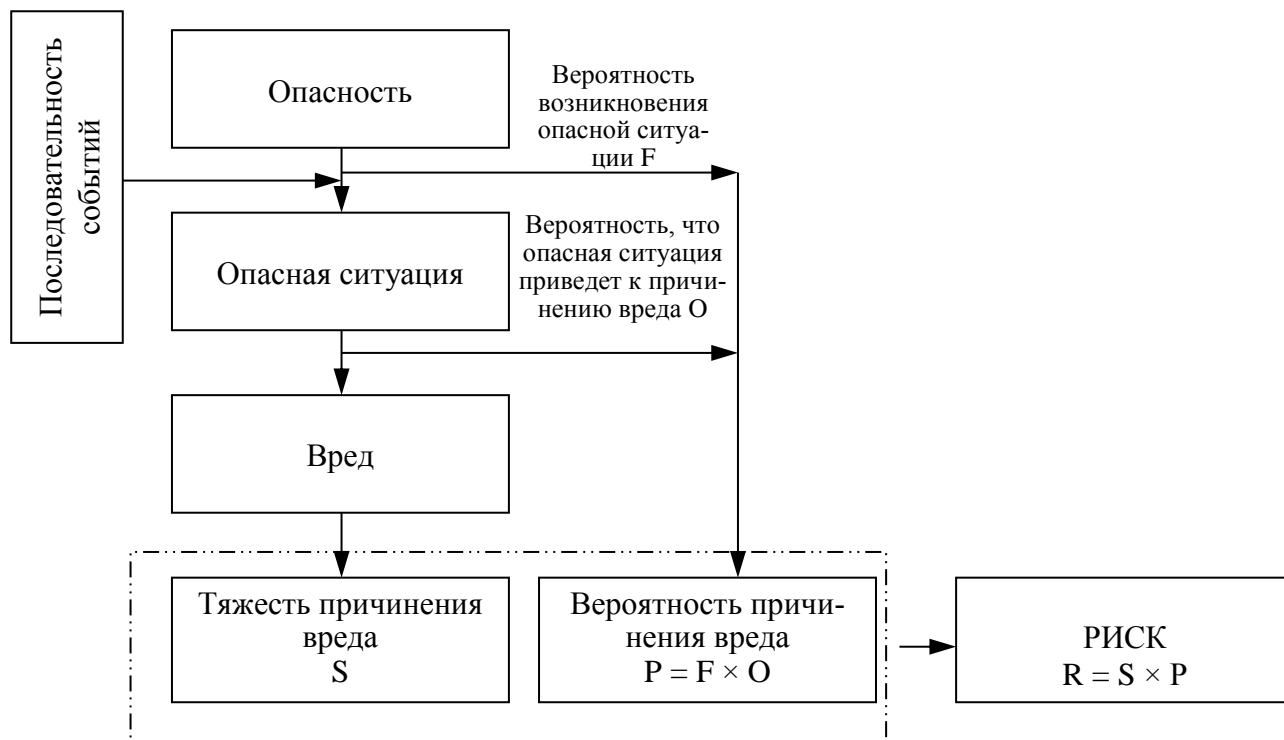 Последовательность
событий
Опасность
Вероятность
возникновения
опасной ситуа-
ции F
Опасная ситуация
Вероятность, что
опасная ситуация
приведет к причи-
нению вреда O
Вред
Тяжесть причинения
вреда
S
Вероятность причи-
нения вреда
P = F × O
РИСК
R = S × P